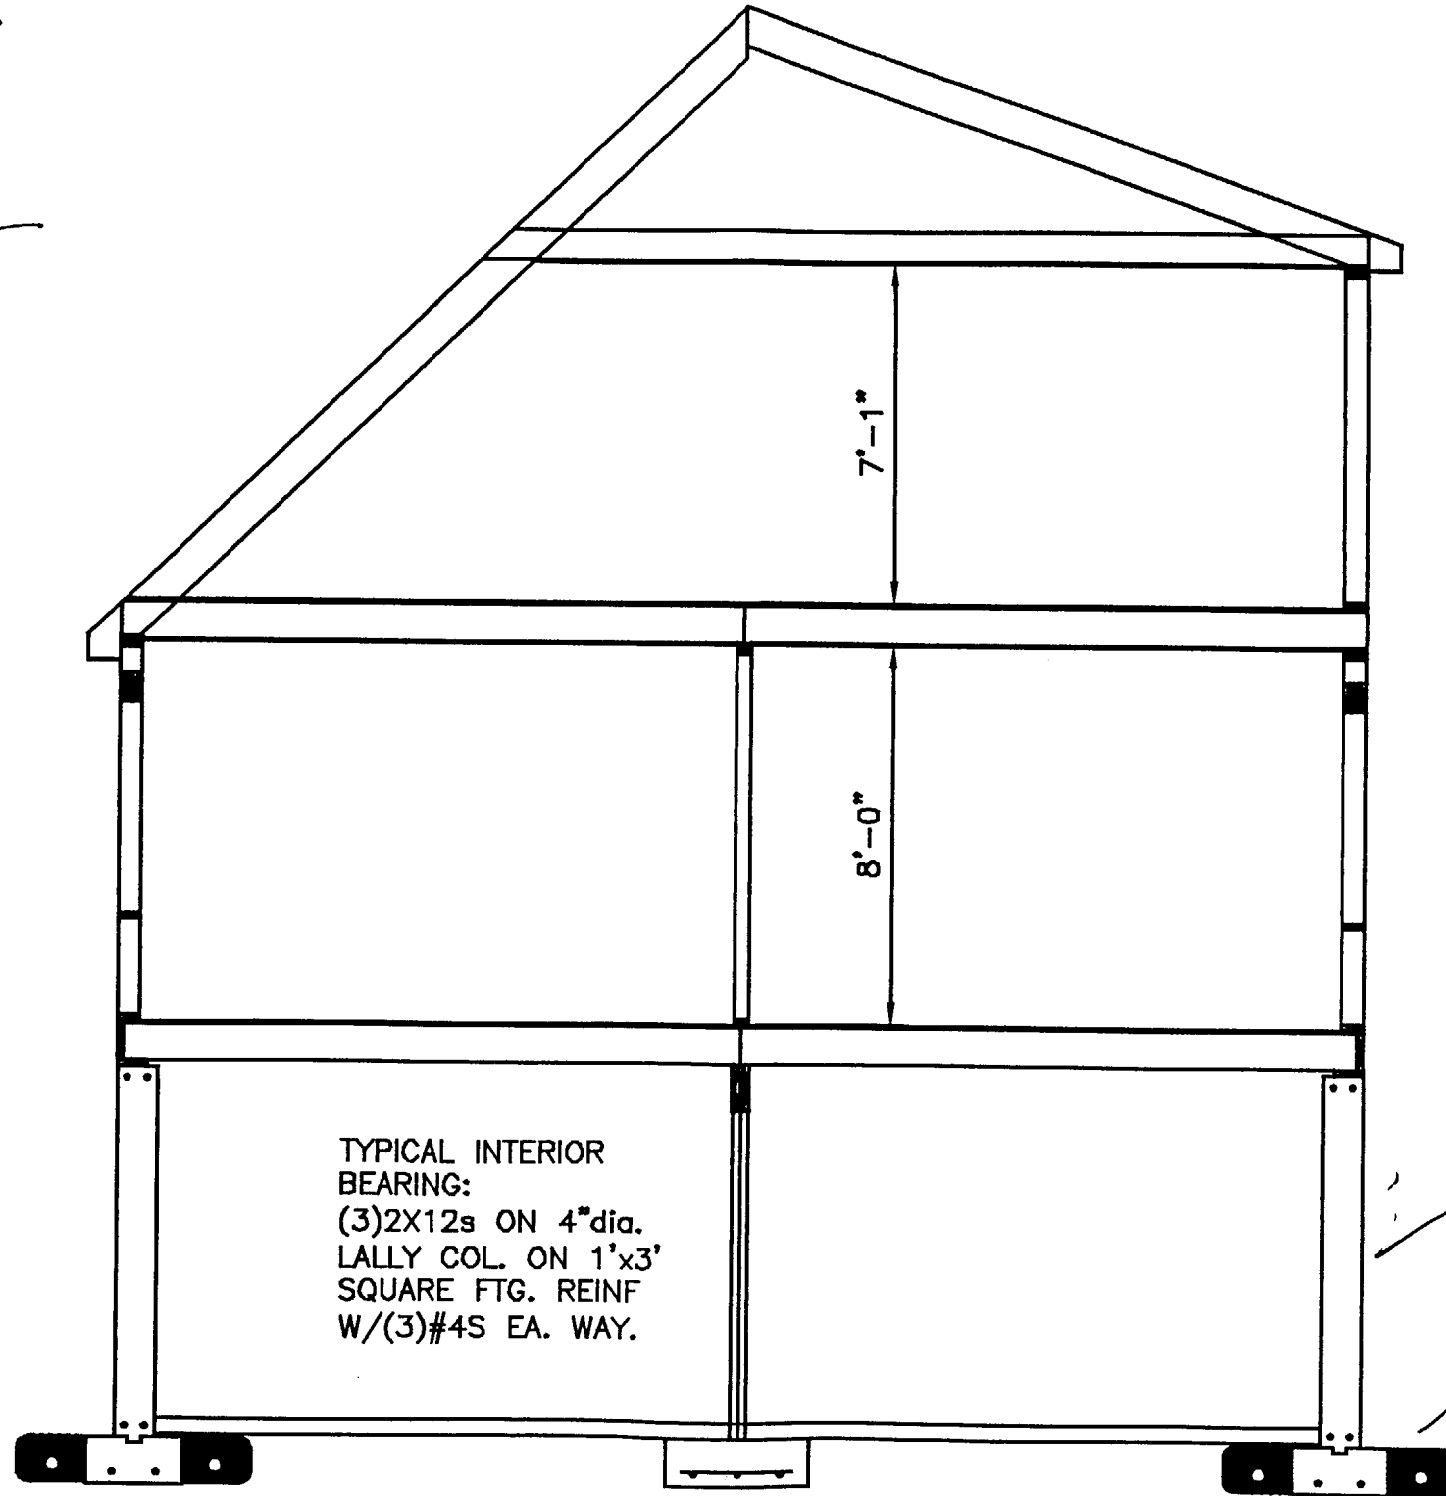 7'-1"
8'-0"
TYPICAL INTERIOR
BEARING:
(3)2X12s ON 4"dia.
LALLY COL. ON 1'x3'
SQUARE FTG. REINF
W/(3)#4S EA. WAY.